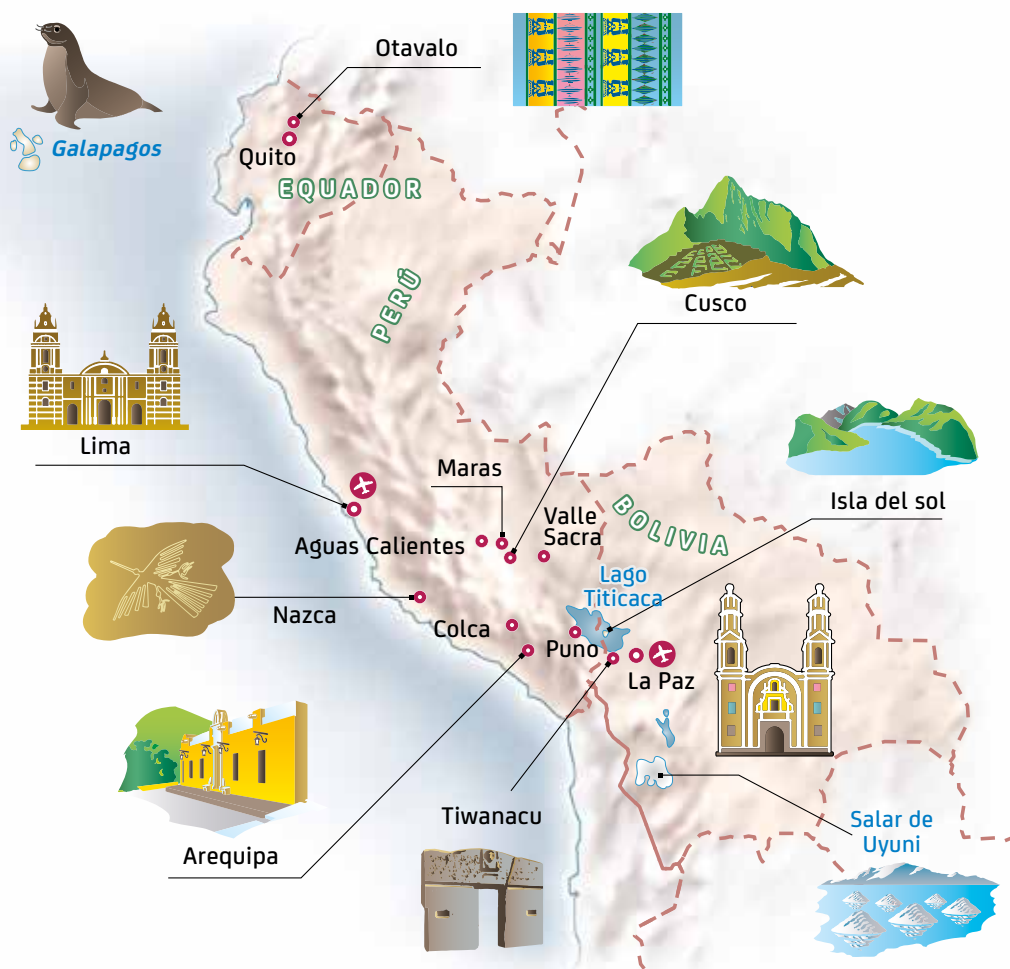 Otavalo
Galapagos
Quito
EQUADOR
PERÚ
Cusco
Lima
Maras
Isla del sol
Valle
Sacra
BOLIVIA
Aguas Calientes
Lago
Titicaca
Nazca
Colca
Puno
La Paz
Tiwanacu
Salar de
Uyuni
Arequipa